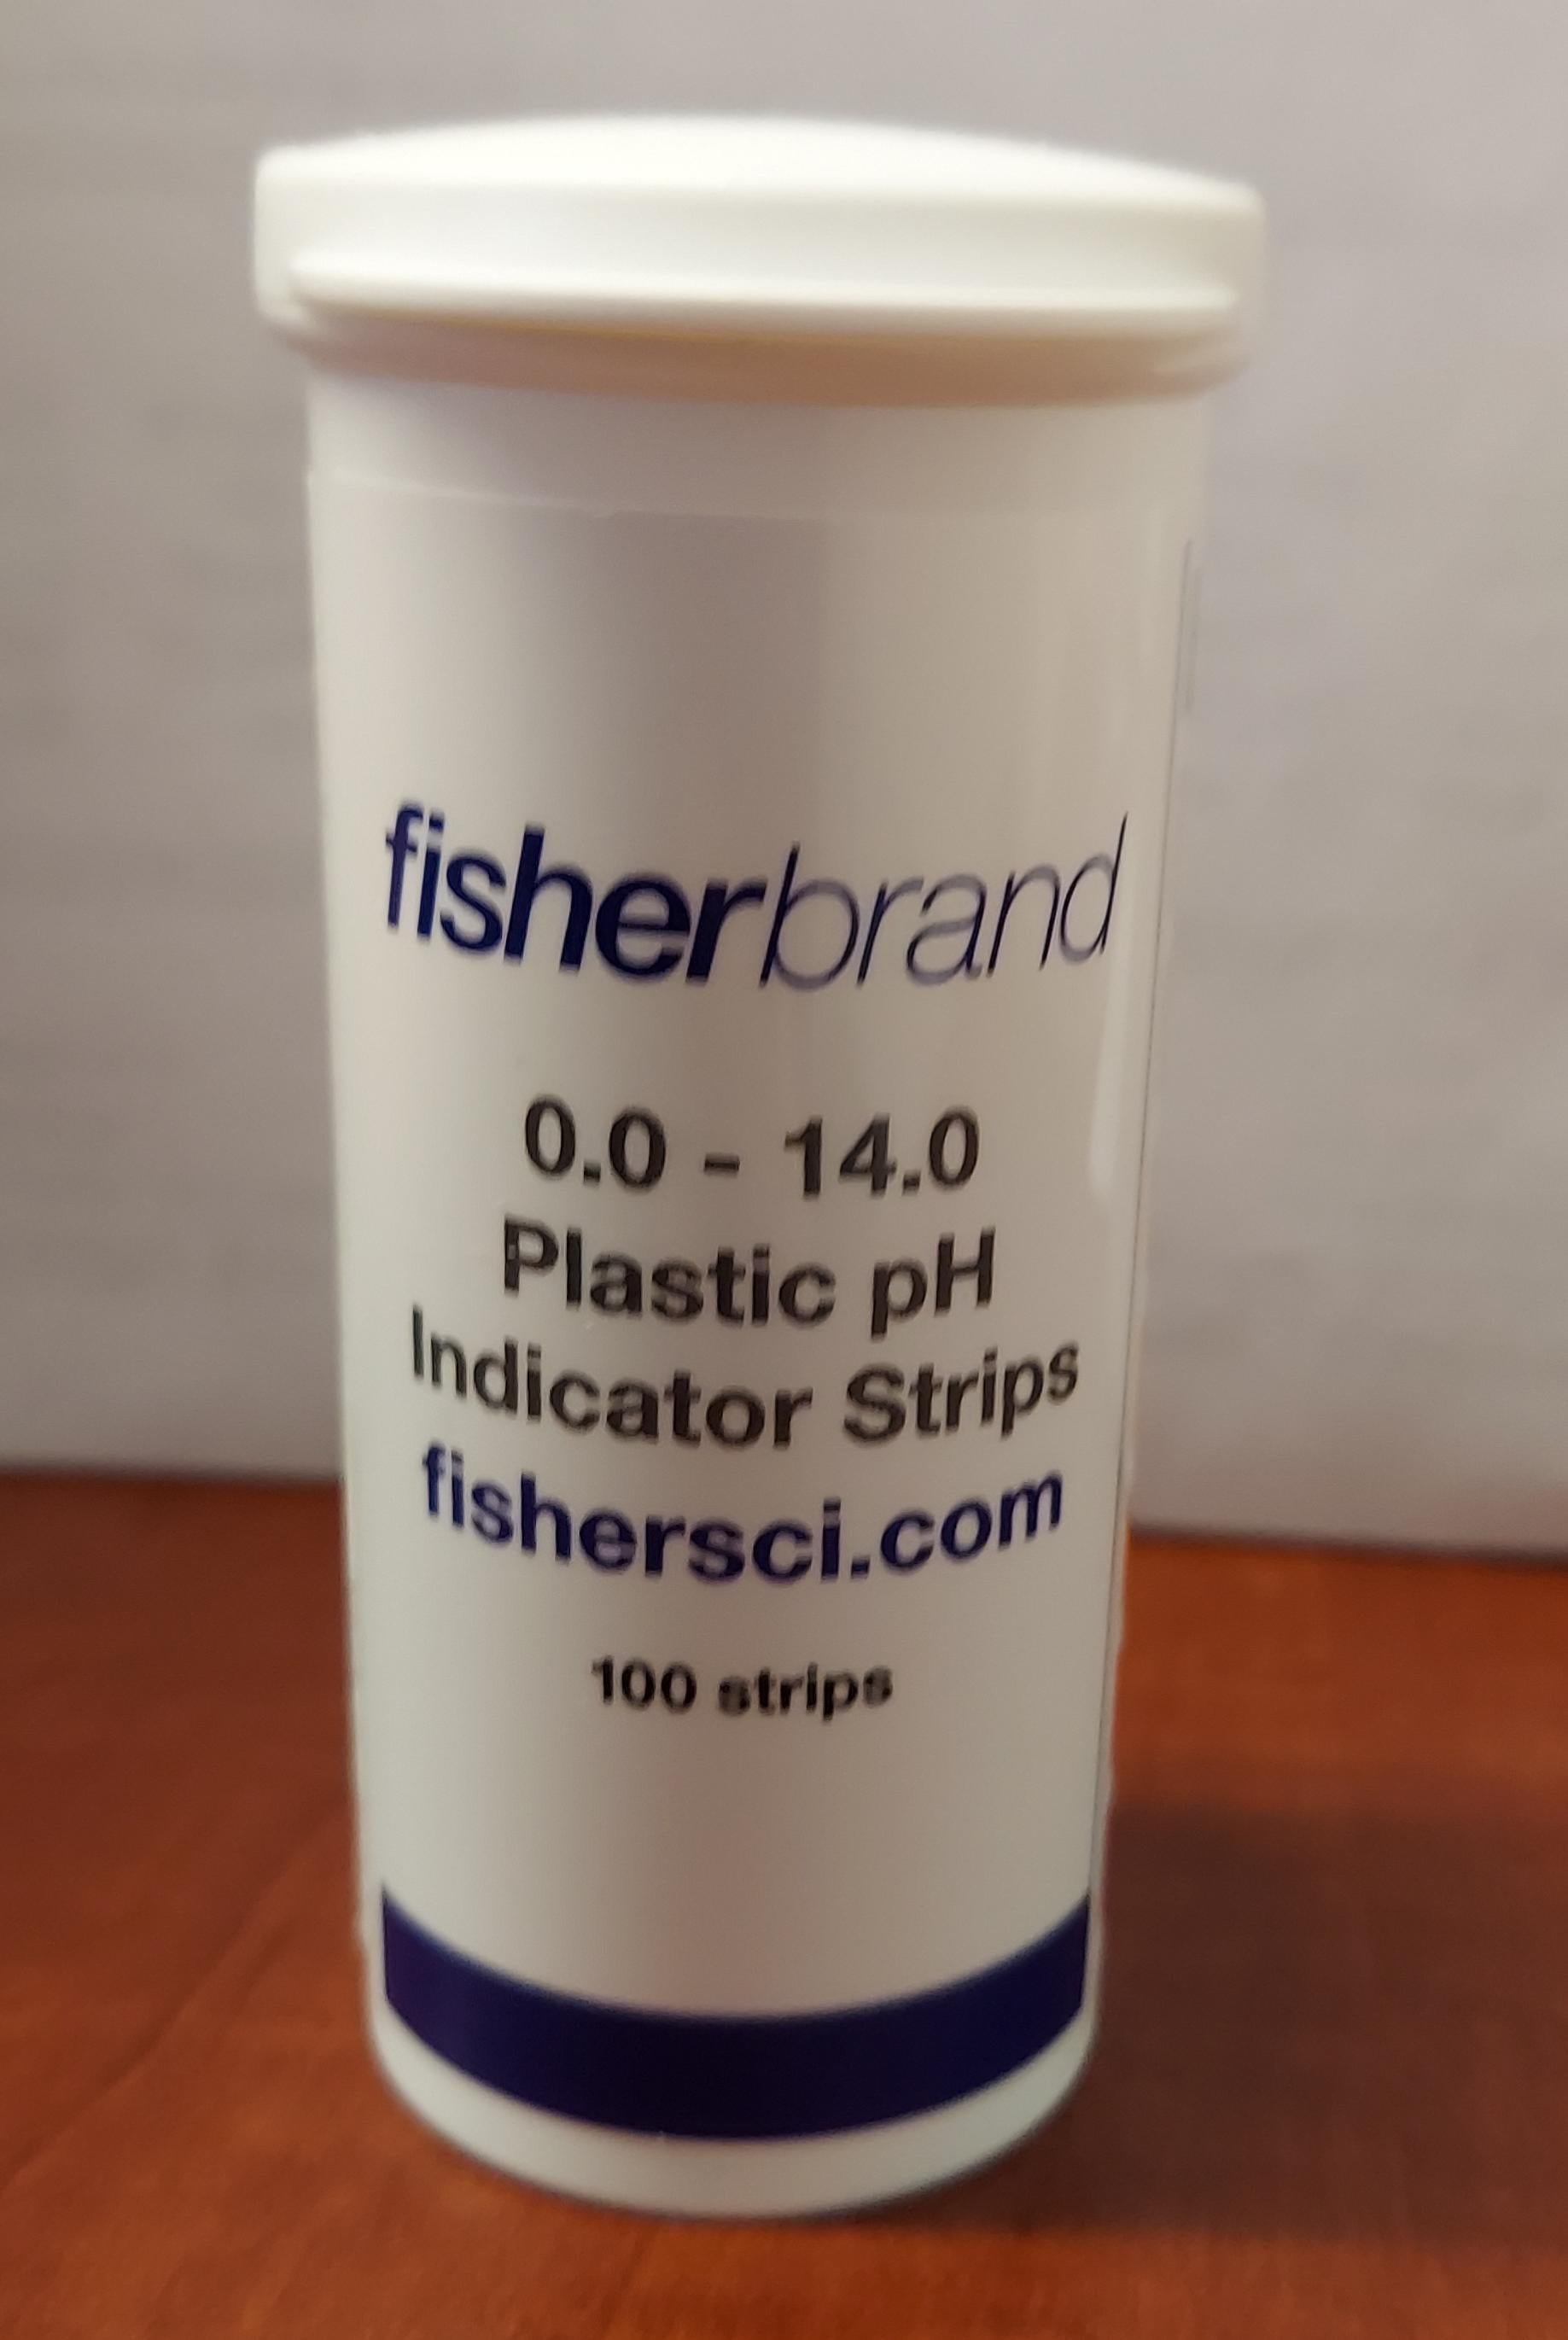 fisherbrand
0.0 - 14.0
Plastic pH
Indicator Strips
fishersci.com
100 strips